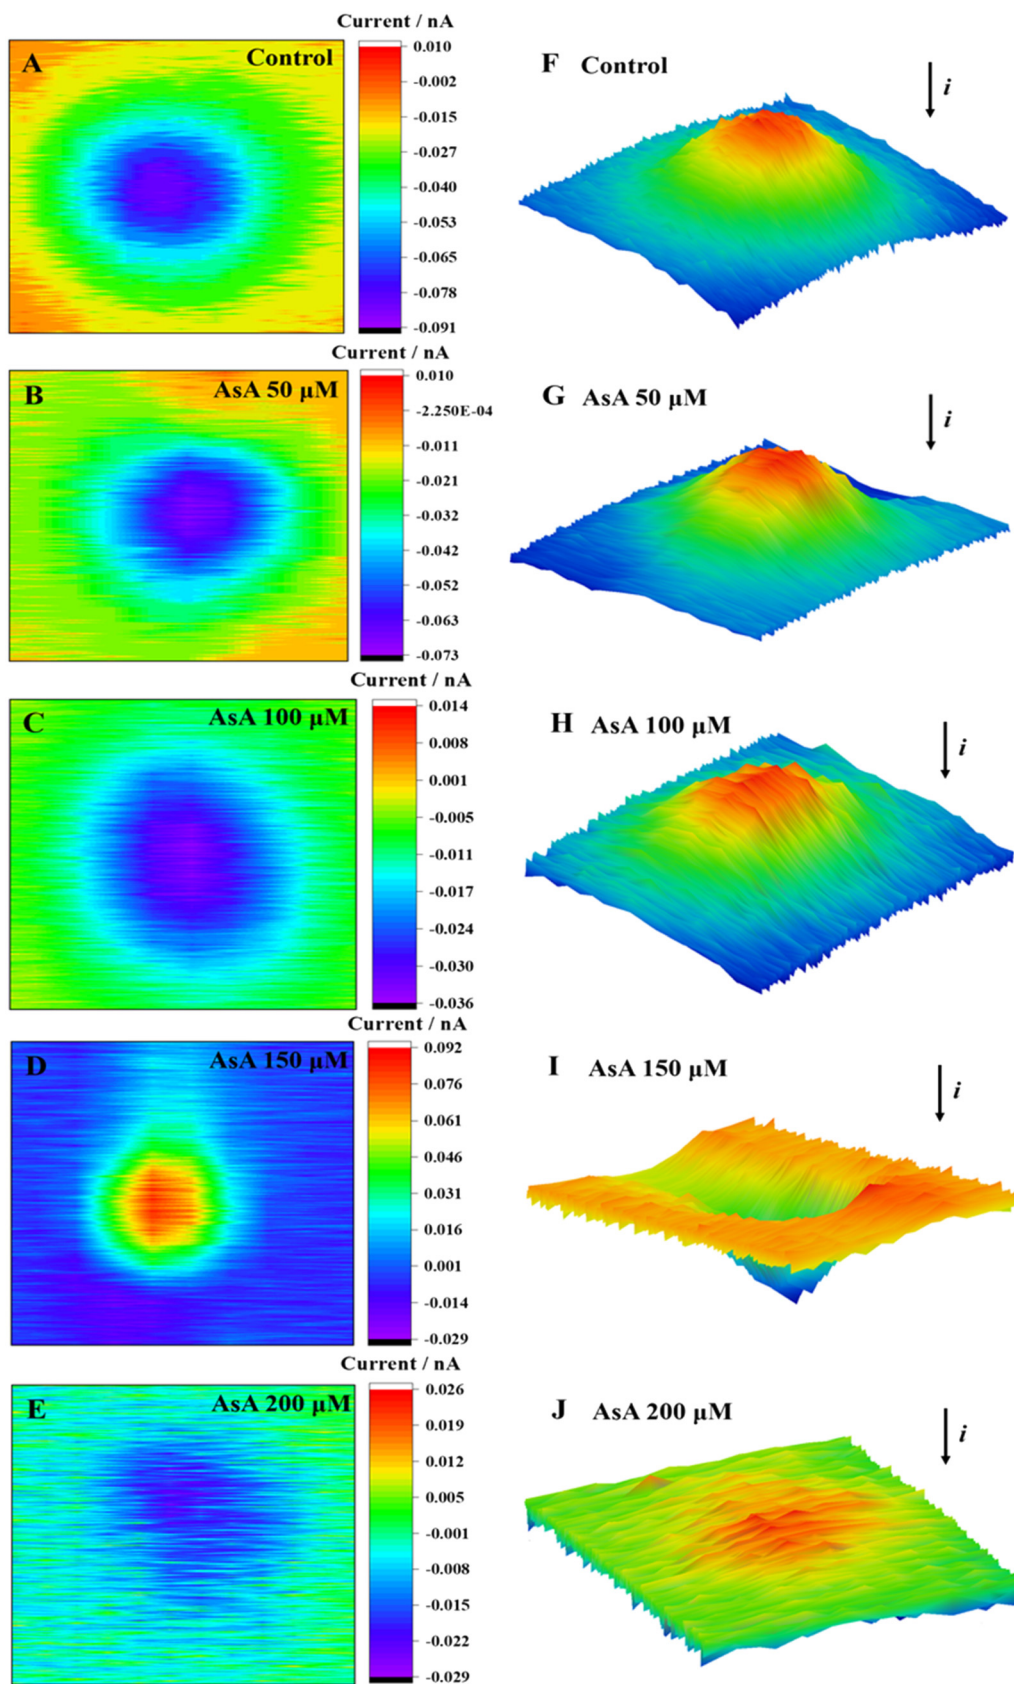 Current / nA
A
Control
0.010
-0.002
-0.015
-0.027
-0.040
-0.053
-0.065
-0.078
-0.091
F Control
i
Current / nA
B
AsA 50 μM
0.010
-2.250E-04
-0.011
-0.021
-0.032
-0.042
-0.052
-0.063
-0.073
G AsA 50 μM
i
Current / nA
C
AsA 100 μM
0.014
0.008
0.001
-0.005
-0.011
-0.017
-0.024
-0.030
-0.036
H AsA 100 μM
i
Current / nA
D
AsA 150 μM
0.092
0.076
0.061
0.046
0.031
0.016
0.001
-0.014
-0.029
I AsA 150 μM
i
Current / nA
E
AsA 200 μM
0.026
0.019
0.012
0.005
-0.001
-0.008
-0.015
-0.022
-0.029
J AsA 200 μM
i